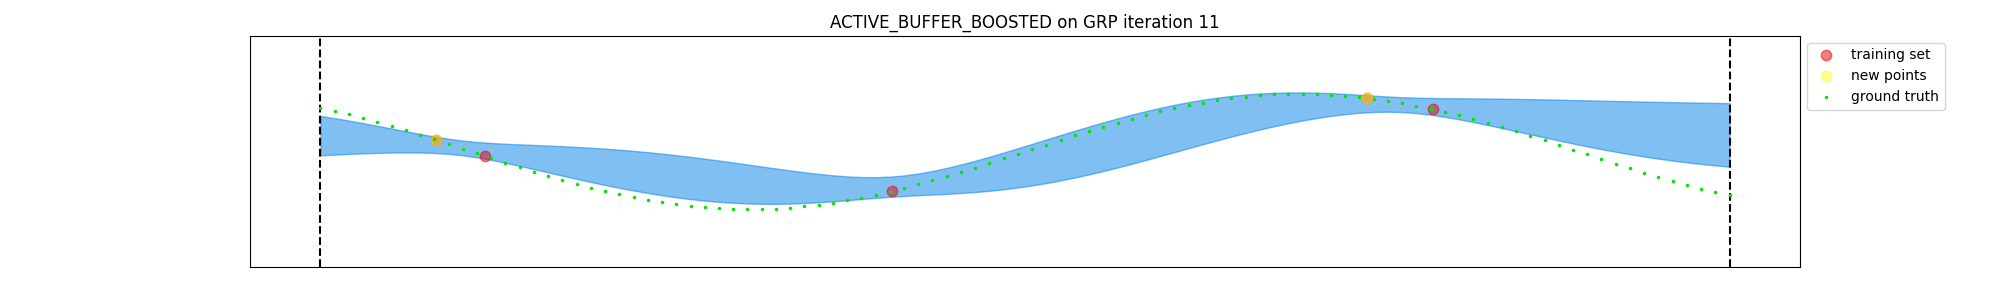 ACTIVE_BUFFER_BOOSTED on GRP iteration 11
training set
new points
ground truth